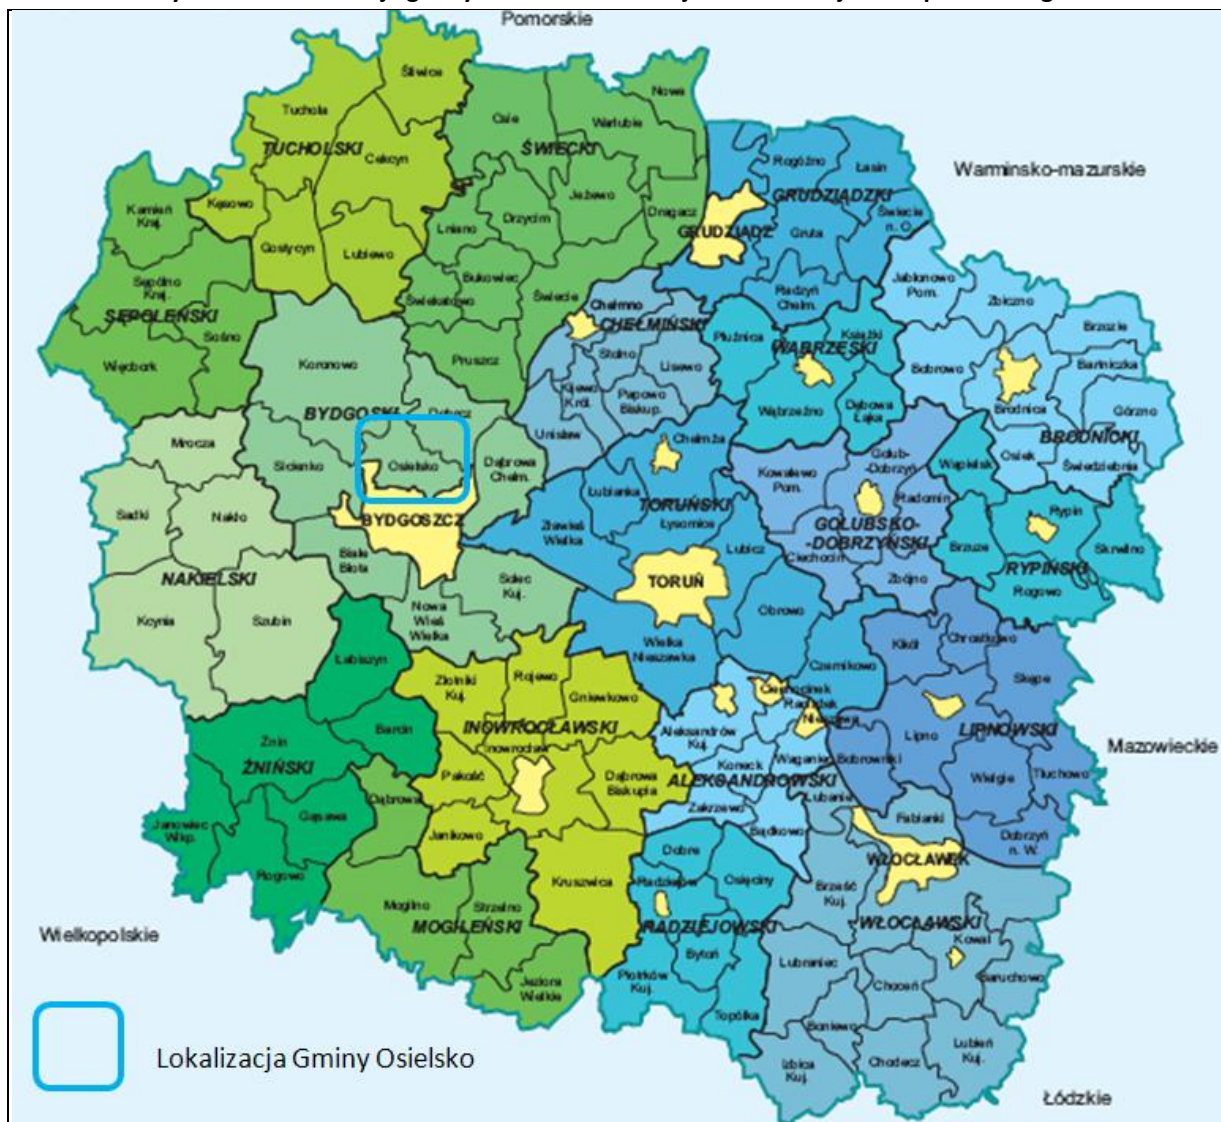 Pomorskie
Śliwice
Tuchola
TUCHOLSKI
Cekcyn
Kęsowo
Gostycyn
Lubiewo
Nowe
Warlubie
ŚWIECKI
Jeżewo
Drzycim
Dragacz
Lniano
Bukowiec
Świekatowo
Świecie
Pruszcz
Rogóźno
Łasin
GRUDZIĄDZKI
Świecie
n. O.
GRUDZIĄDZ
Gruta
Radzyń
Chełm.
Warminsko-mazurskie
Kamień
Kraj.
Sępólno
Kraj.
SĘPOLEŃSKI
Sośno
Więcbork
Chełmno
CHEŁMIŃSKI
Stolno
Lisewo
Kijewo
Król.
Papowo
Biskup.
Unisław
Płużnica
Książki
WĄBRZESKI
Wąbrzeźno
Dębowa
Łąka
Jabłonowo
Pom.
Zbiczno
Brzozie
Bobrowo
Bartniczka
Brodnica
Górzno
BRODNICKI
Osiek
Świedziebnia
Koronowo
BYDGOSKI
Sicienko
Osielsko
Dąbrowa
Chełm.
BYDGOSZCZ
Białe
Błota
Solec
Kuj.
Nowa
Wieś
Wielka
Mrocza
Sadki
Nakło
NAKIELSKI
Kcynia
Szubin
Chełmża
Łubianka
TORUŃSKI
Łysomice
Zławieś
Wielka
Lubicz
TORUŃ
Obrowo
Wielka
Nieszawka
Czernikowo
Kowalewo
Pom.
Golub-
Dobrzyń
Radomin
GOLUBSKO-
-DOBRZYŃSKI
Ciechocin
Zbójno
Wąpielsk
Rypin
Brzuze
Skrwilno
RYPIŃSKI
Rogowo
Łabiszyn
Barcin
Żnin
ŻNIŃSKI
Gąsawa
Janowiec
Wlkp.
Rogowo
Złotniki
Kuj.
Rojewo
Gniewkowo
INOWROCŁAWSKI
Inowrocław
Pakość
Dąbrowa
Biskupia
Janikowo
Kruszwica
Dąbrowa
Mogilno
Strzelno
MOGILEŃSKI
Jeziora
Wielkie
Ciechocinek
Raciążek
Nieszawa
Aleksandrów
Kuj.
Koneck
Waganiec
ALEKSANDROWSKI
Zakrzewo
Bądkowo
Kikół
Chrostkowo
Skępe
Lipno
LIPNOWSKI
Bobrowniki
Wielgie
Tłuchowo
Dobrzyń
n. W.
Mazowieckie
Dobre
Radziejów
Osięciny
RADZIEJOWSKI
Bytoń
Piotrków
Kuj.
Topólka
Lubanie
Fabianki
WŁOCŁAWEK
Brześć
Kuj.
WŁOCŁAWSKI
Kowal
Lubraniec
Choceń
Baruchowo
Boniewo
Izbica
Kuj.
Chodecz
Lubień
Kuj.
Wielkopolskie
Łódzkie
Lokalizacja Gminy Osielsko